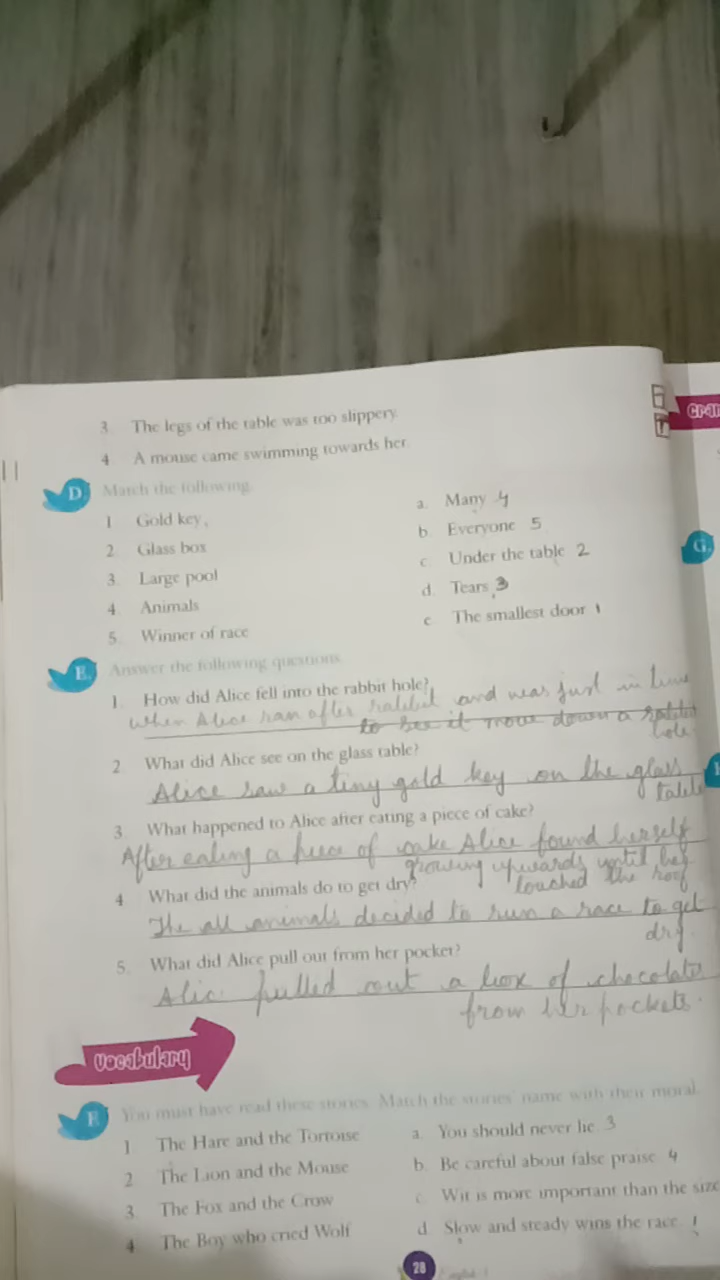 3. The legs of the table was too slippery.
4. A mouse came swimming towards her.
D. Match the following.
1. Gold key, a. Many 4
2. Glass box b. Everyone 5
3. Large pool c. Under the table 2
4. Animals d. Tears 3
5. Winner of race e. The smallest door 1
E. Answer the following questions.
1. How did Alice fell into the rabbit hole?
When Alice ran after rabbit and was just in time
to see it move down a rabbit
hole.
2. What did Alice see on the glass table?
Alice saw a tiny gold key on the glass
table
3. What happened to Alice after eating a piece of cake?
After eating a piece of cake Alice found herself
growing upwards until her
touched the roof
4. What did the animals do to get dry?
The all animals decided to run a race to get
dry.
5. What did Alice pull out from her pocket?
Alic pulled out a box of chocolate
from her pockets.
Vocabulary
F. You must have read these stories. Match the stories' name with their moral.
1. The Hare and the Tortoise a. You should never lie. 3
2. The Lion and the Mouse b. Be careful about false praise. 4
3. The Fox and the Crow c. Wit is more important than the size
4. The Boy who cried Wolf d. Slow and steady wins the race. 1
28
G.